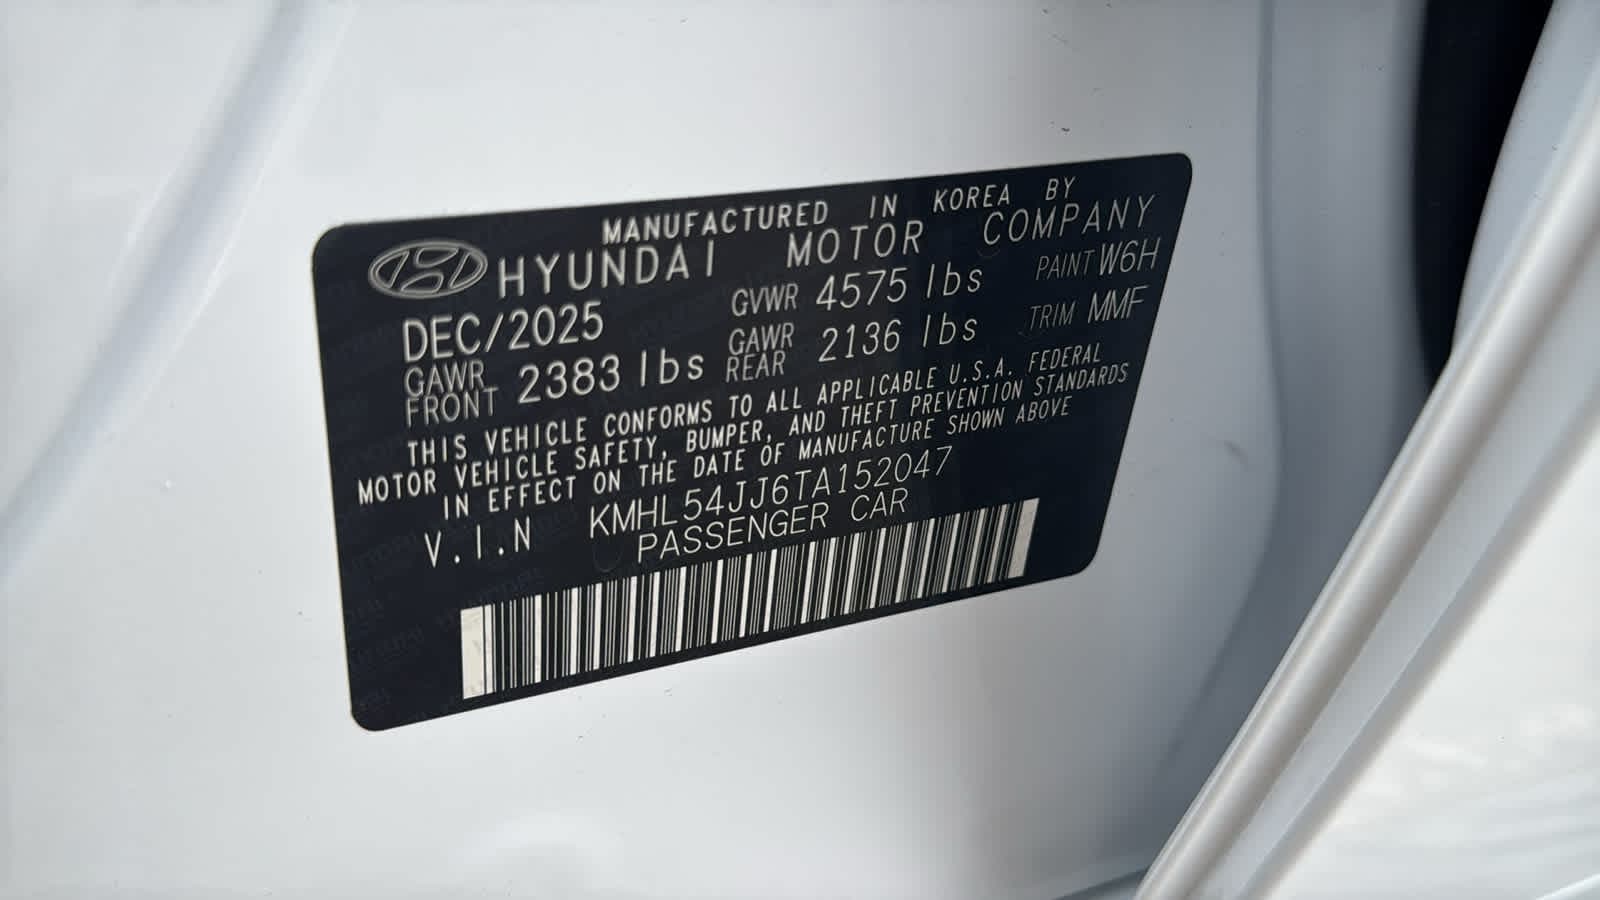 MANUFACTURED IN KOREA BY
HYUNDAI MOTOR COMPANY
DEC/2025 GVWR 4575 lbs PAINT W6H
GAWR FRONT 2383 lbs GAWR REAR 2136 lbs TRIM MMF
THIS VEHICLE CONFORMS TO ALL APPLICABLE U.S.A. FEDERAL
MOTOR VEHICLE SAFETY, BUMPER, AND THEFT PREVENTION STANDARDS
IN EFFECT ON THE DATE OF MANUFACTURE SHOWN ABOVE
V.I.N KMHL54JJ6TA152047
PASSENGER CAR